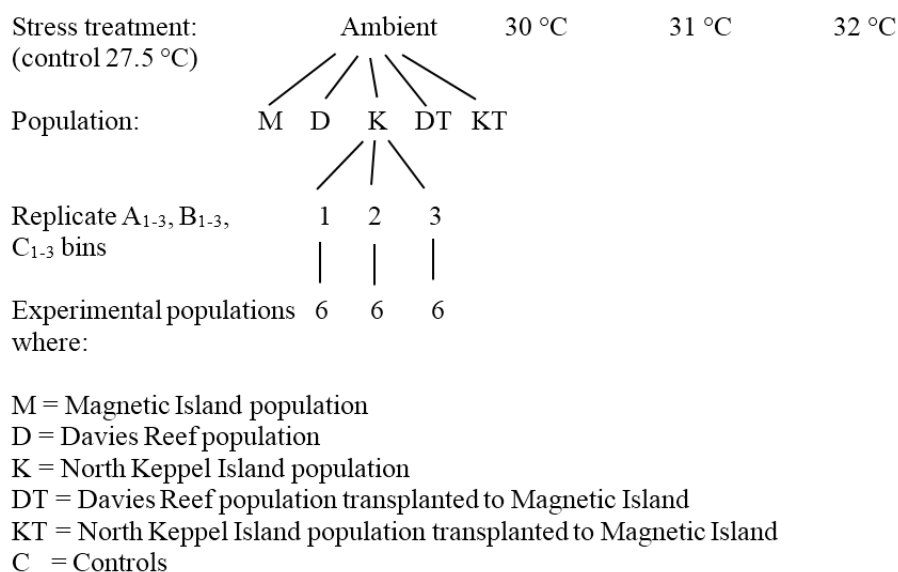 Stress treatment: Ambient 30 °C 31 °C 32 °C
(control 27.5 °C)
Population: M D K DT KT
Replicate A₁₋₃, B₁₋₃, 1 2 3
C₁₋₃ bins
Experimental populations 6 6 6
where:
M = Magnetic Island population
D = Davies Reef population
K = North Keppel Island population
DT = Davies Reef population transplanted to Magnetic Island
KT = North Keppel Island population transplanted to Magnetic Island
C = Controls